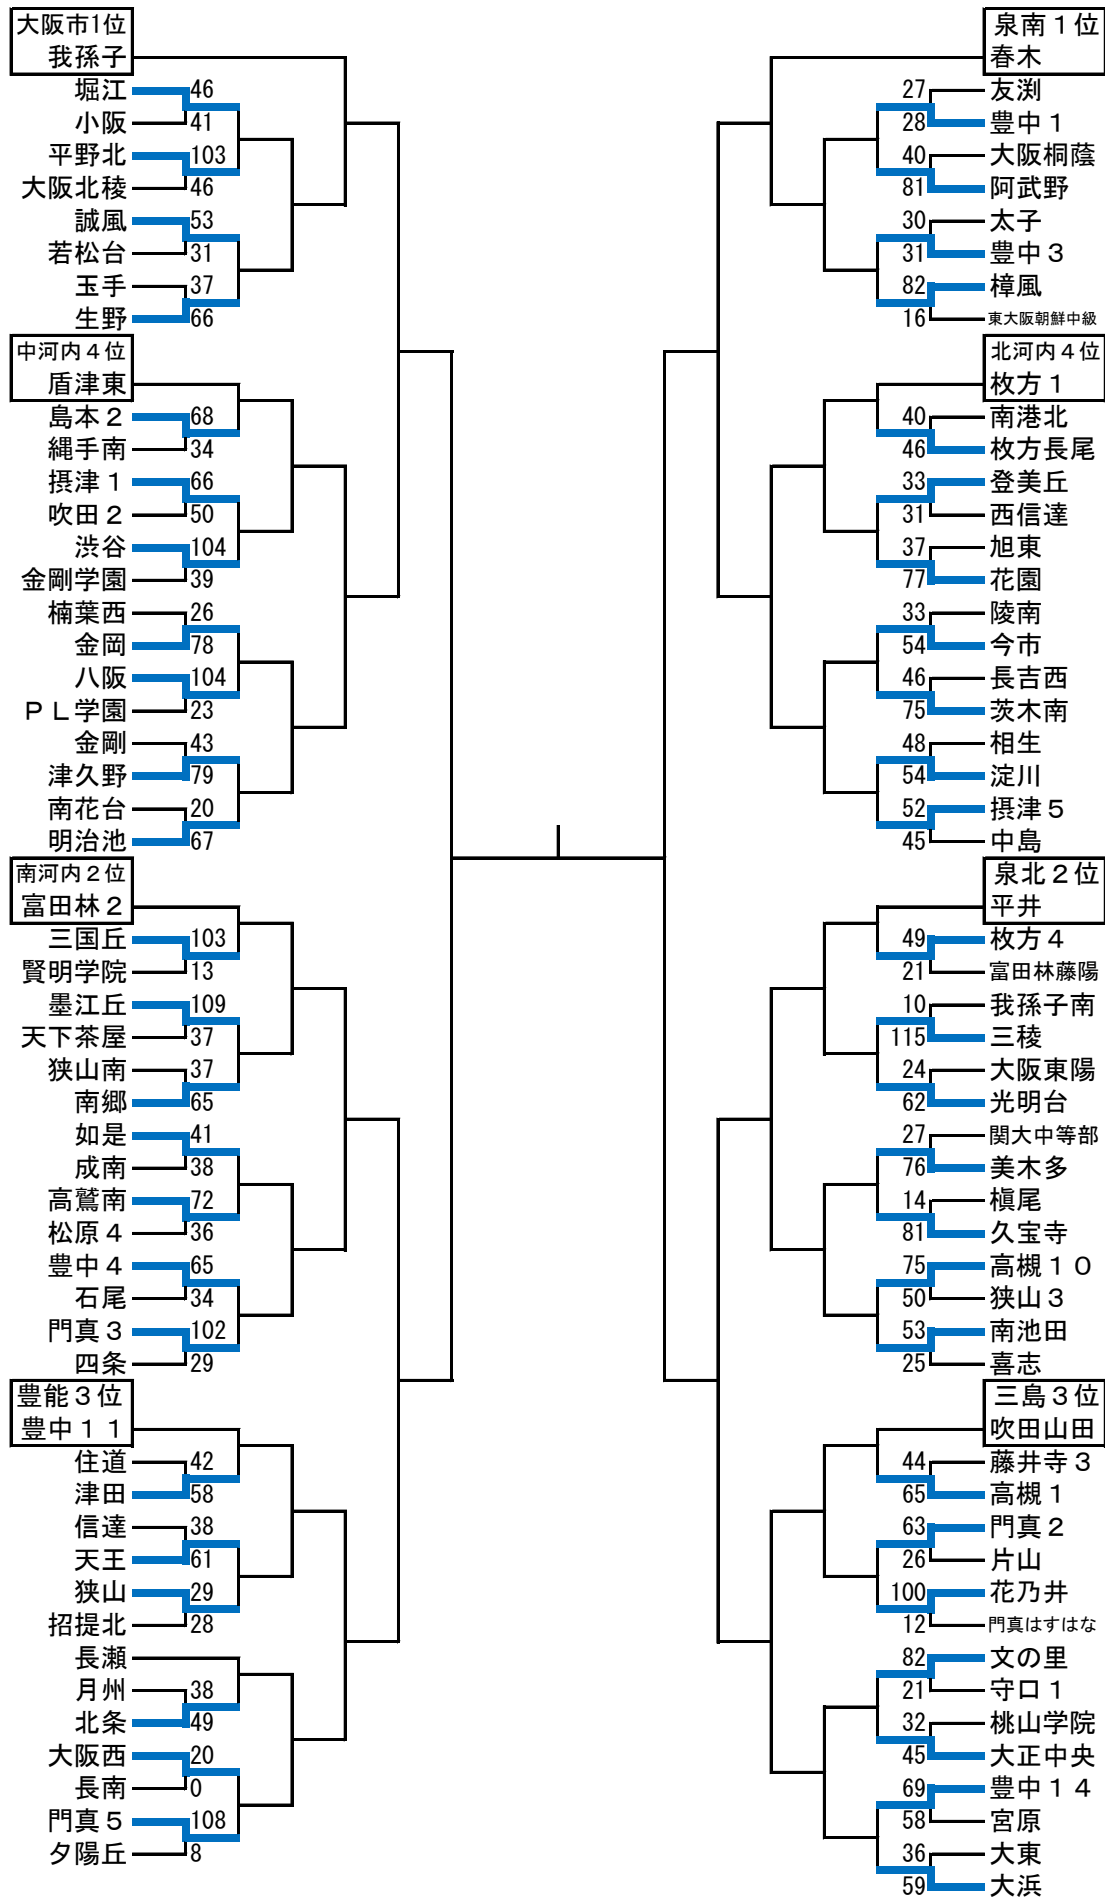 大阪市1位
我孫子
堀江 46
小阪 41
平野北 103
大阪北稜 46
誠風 53
若松台 31
玉手 37
生野 66
中河内４位
盾津東
島本２ 68
縄手南 34
摂津１ 66
吹田２ 50
渋谷 104
金剛学園 39
楠葉西 26
金岡 78
八阪 104
ＰＬ学園 23
金剛 43
津久野 79
南花台 20
明治池 67
南河内２位
富田林２
三国丘 103
賢明学院 13
墨江丘 109
天下茶屋 37
狭山南 37
南郷 65
如是 41
成南 38
高鷲南 72
松原４ 36
豊中４ 65
石尾 34
門真３ 102
四条 29
豊能３位
豊中１１
住道 42
津田 58
信達 38
天王 61
狭山 29
招提北 28
長瀬
月州 38
北条 49
大阪西 20
長南 0
門真５ 108
夕陽丘 8
泉南１位
春木
27 友渕
28 豊中１
40 大阪桐蔭
81 阿武野
30 太子
31 豊中３
82 樟風
16 東大阪朝鮮中級
北河内４位
枚方１
40 南港北
46 枚方長尾
33 登美丘
31 西信達
37 旭東
77 花園
33 陵南
54 今市
46 長吉西
75 茨木南
48 相生
54 淀川
52 摂津５
45 中島
泉北２位
平井
49 枚方４
21 富田林藤陽
10 我孫子南
115 三稜
24 大阪東陽
62 光明台
27 関大中等部
76 美木多
14 槇尾
81 久宝寺
75 高槻１０
50 狭山３
53 南池田
25 喜志
三島３位
吹田山田
44 藤井寺３
65 高槻１
63 門真２
26 片山
100 花乃井
12 門真はすはな
82 文の里
21 守口１
32 桃山学院
45 大正中央
69 豊中１４
58 宮原
36 大東
59 大浜